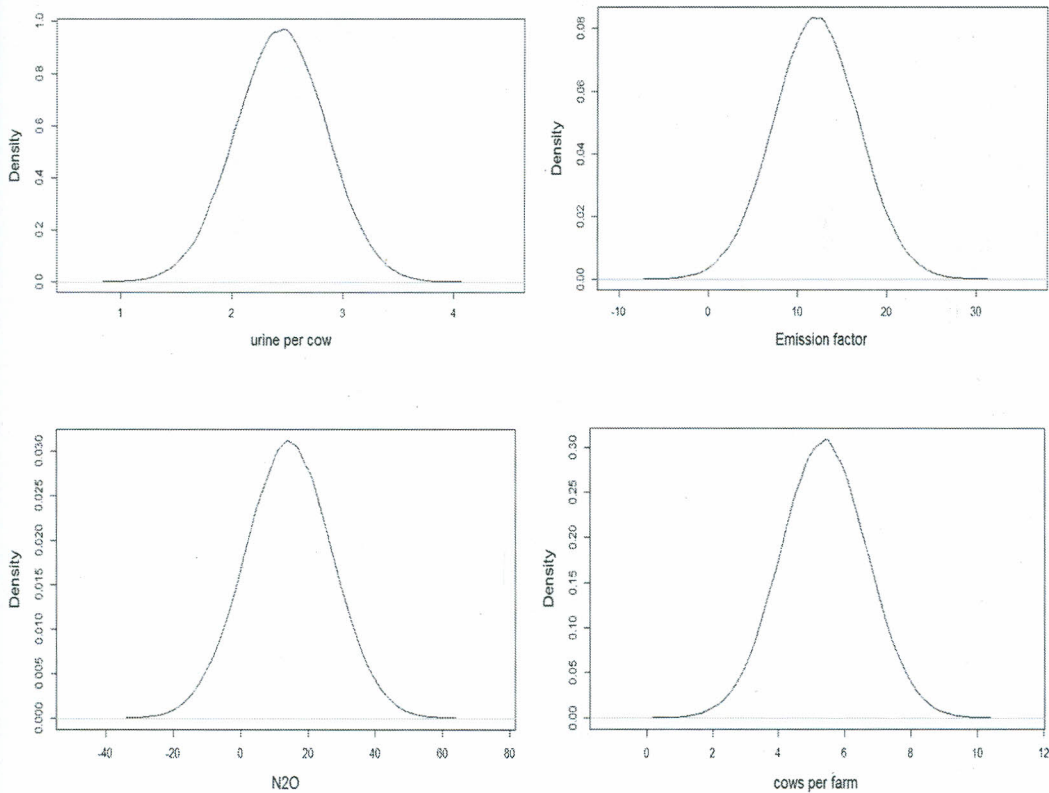 Density
0.0 0.2 0.4 0.6 0.8 1.0
1 2 3 4
urine per cow
Density
0.00 0.02 0.04 0.06 0.08
-10 0 10 20 30
Emission factor
Density
0.000 0.005 0.010 0.015 0.020 0.025 0.030
-40 -20 0 20 40 60 80
N2O
Density
0.00 0.05 0.10 0.15 0.20 0.25 0.30
0 2 4 6 8 10 12
cows per farm